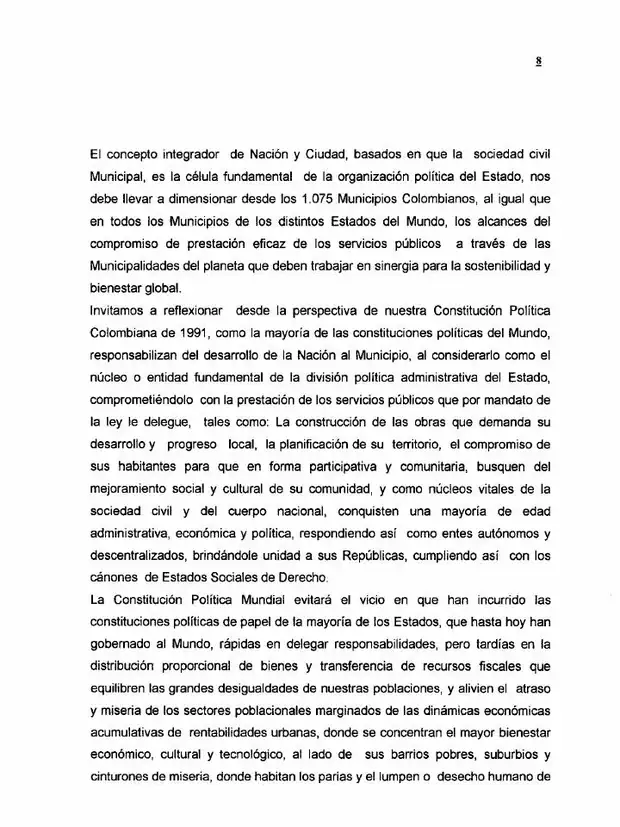 8
El concepto integrador de Nación y Ciudad, basados en que la sociedad civil
Municipal, es la célula fundamental de la organización política del Estado, nos
debe llevar a dimensionar desde los 1.075 Municipios Colombianos, al igual que
en todos los Municipios de los distintos Estados del Mundo, los alcances del
compromiso de prestación eficaz de los servicios públicos a través de las
Municipalidades del planeta que deben trabajar en sinergia para la sostenibilidad y
bienestar global.
Invitamos a reflexionar desde la perspectiva de nuestra Constitución Política
Colombiana de 1991, como la mayoría de las constituciones políticas del Mundo,
responsabilizan del desarrollo de la Nación al Municipio, al considerarlo como el
núcleo o entidad fundamental de la división política administrativa del Estado,
comprometiéndolo con la prestación de los servicios públicos que por mandato de
la ley le delegue, tales como: La construcción de las obras que demanda su
desarrollo y progreso local, la planificación de su territorio, el compromiso de
sus habitantes para que en forma participativa y comunitaria, busquen del
mejoramiento social y cultural de su comunidad, y como núcleos vitales de la
sociedad civil y del cuerpo nacional, conquisten una mayoría de edad
administrativa, económica y política, respondiendo así como entes autónomos y
descentralizados, brindándole unidad a sus Repúblicas, cumpliendo así con los
cánones de Estados Sociales de Derecho.
La Constitución Política Mundial evitará el vicio en que han incurrido las
constituciones políticas de papel de la mayoría de los Estados, que hasta hoy han
gobernado al Mundo, rápidas en delegar responsabilidades, pero tardías en la
distribución proporcional de bienes y transferencia de recursos fiscales que
equilibren las grandes desigualdades de nuestras poblaciones, y alivien el atraso
y miseria de los sectores poblacionales marginados de las dinámicas económicas
acumulativas de rentabilidades urbanas, donde se concentran el mayor bienestar
económico, cultural y tecnológico, al lado de sus barrios pobres, suburbios y
cinturones de miseria, donde habitan los parias y el lumpen o desecho humano de